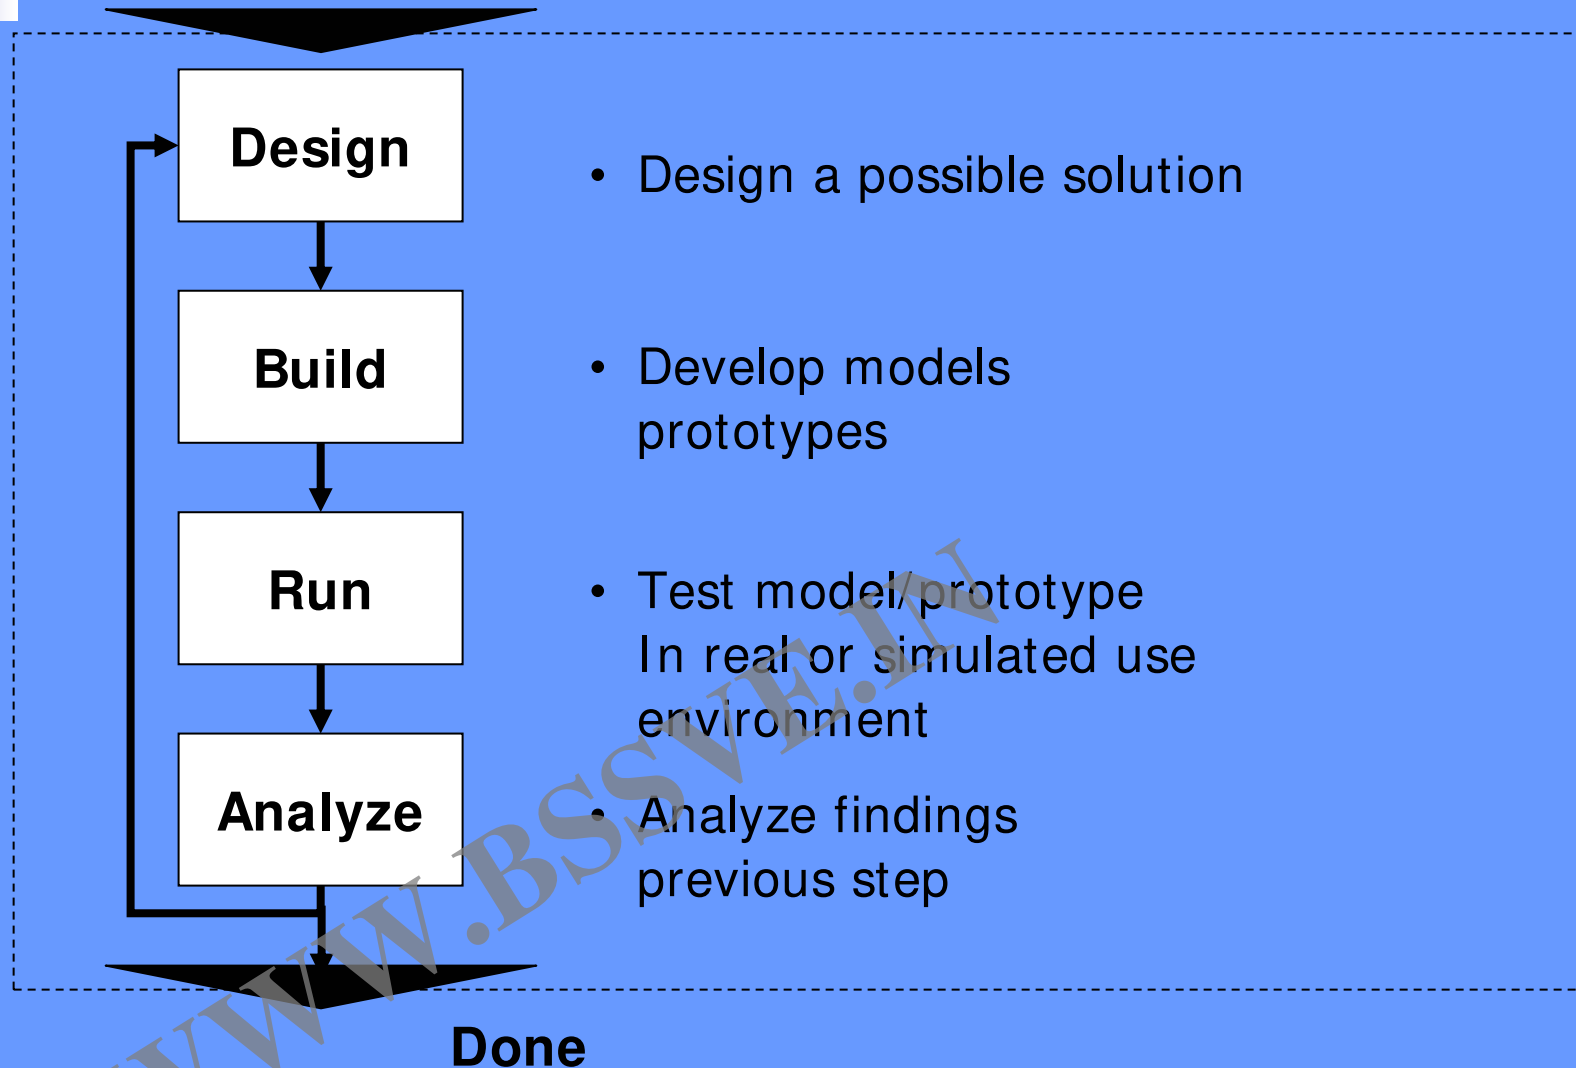 Design
• Design a possible solution
Build
• Develop models
prototypes
Run
• Test model/prototype
In real or simulated use
environment
Analyze
• Analyze findings
previous step
Done
WWW.BSSVE.IN